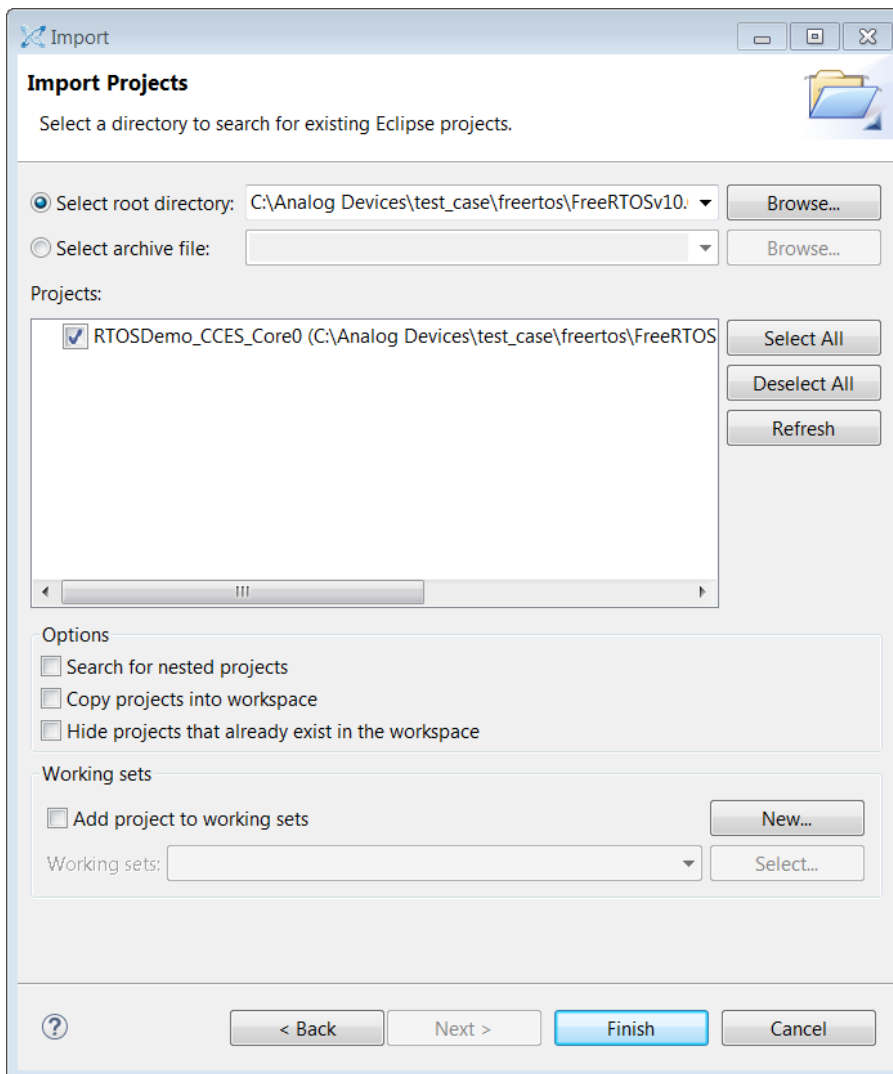 Import
Import Projects
Select a directory to search for existing Eclipse projects.
Select root directory: C:\Analog Devices\test_case\freertos\FreeRTOSv10. Browse...
Select archive file: Browse...
Projects:
RTOSDemo_CCES_Core0 (C:\Analog Devices\test_case\freertos\FreeRTOS
Select All
Deselect All
Refresh
Options
Search for nested projects
Copy projects into workspace
Hide projects that already exist in the workspace
Working sets
Add project to working sets New...
Working sets: Select...
? < Back Next > Finish Cancel